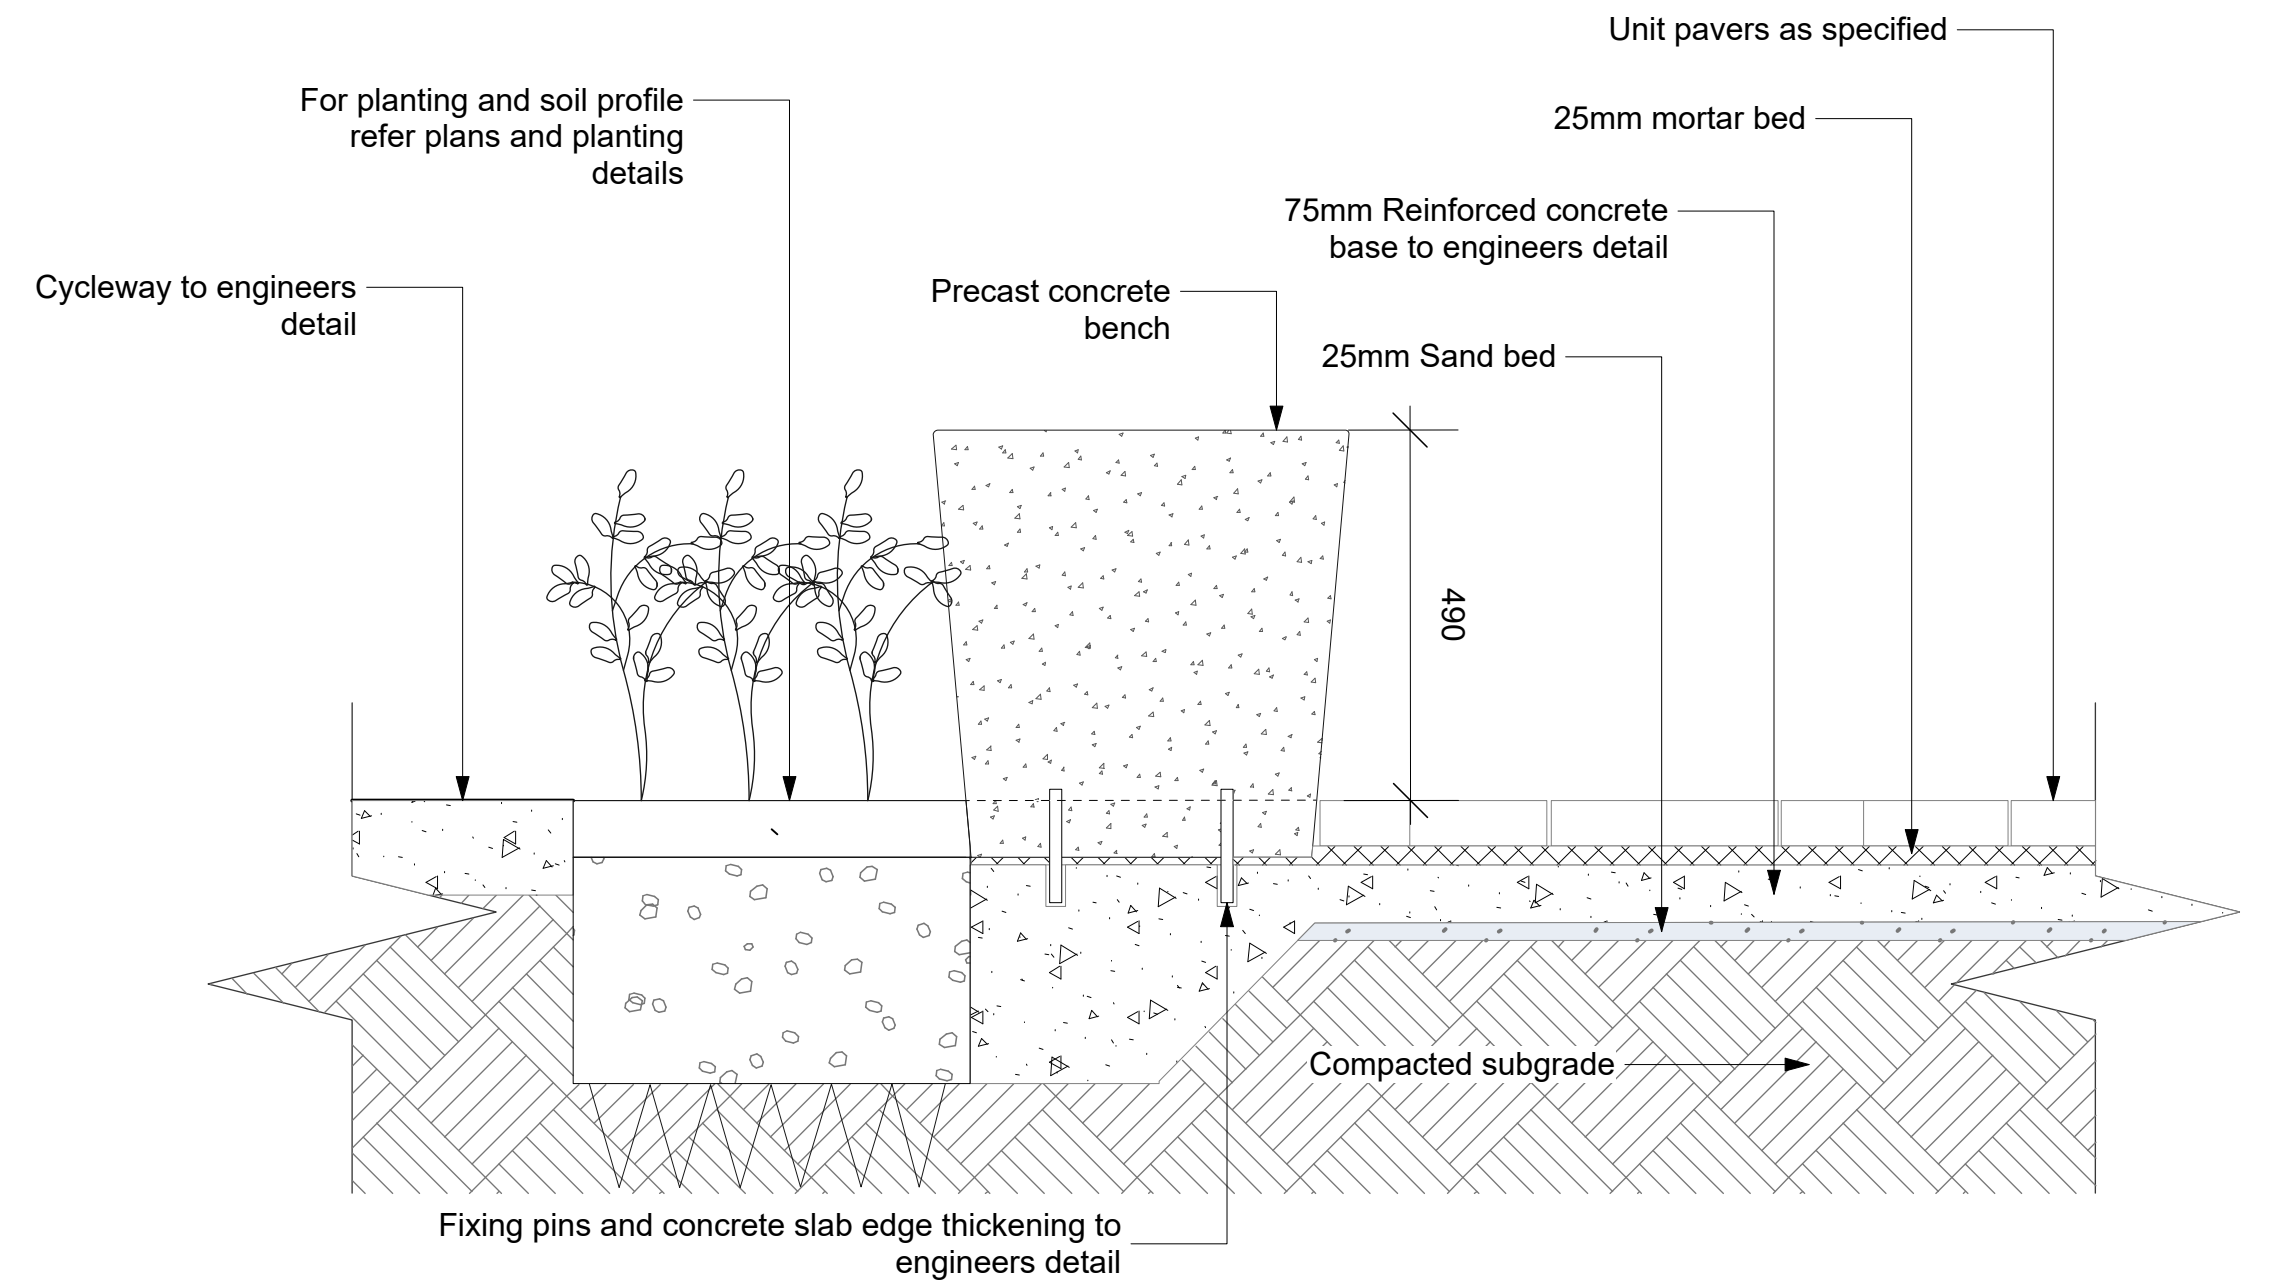 Unit pavers as specified
For planting and soil profile
refer plans and planting
details
25mm mortar bed
75mm Reinforced concrete
base to engineers detail
Cycleway to engineers
detail
Precast concrete
bench
25mm Sand bed
490
Compacted subgrade
Fixing pins and concrete slab edge thickening to
engineers detail